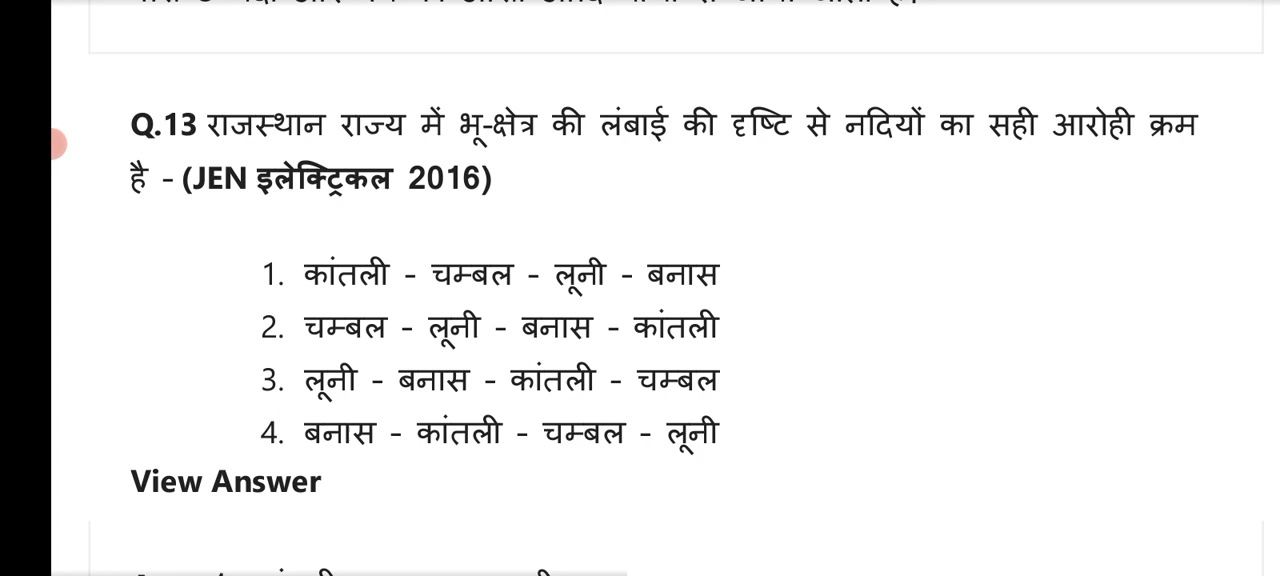 Q.13 राजस्थान राज्य में भू-क्षेत्र की लंबाई की दृष्टि से नदियों का सही आरोही क्रम
है - (JEN इलेक्ट्रिकल 2016)
1. कांतली - चम्बल - लूनी - बनास
2. चम्बल - लूनी - बनास - कांतली
3. लूनी - बनास - कांतली - चम्बल
4. बनास - कांतली - चम्बल - लूनी
View Answer